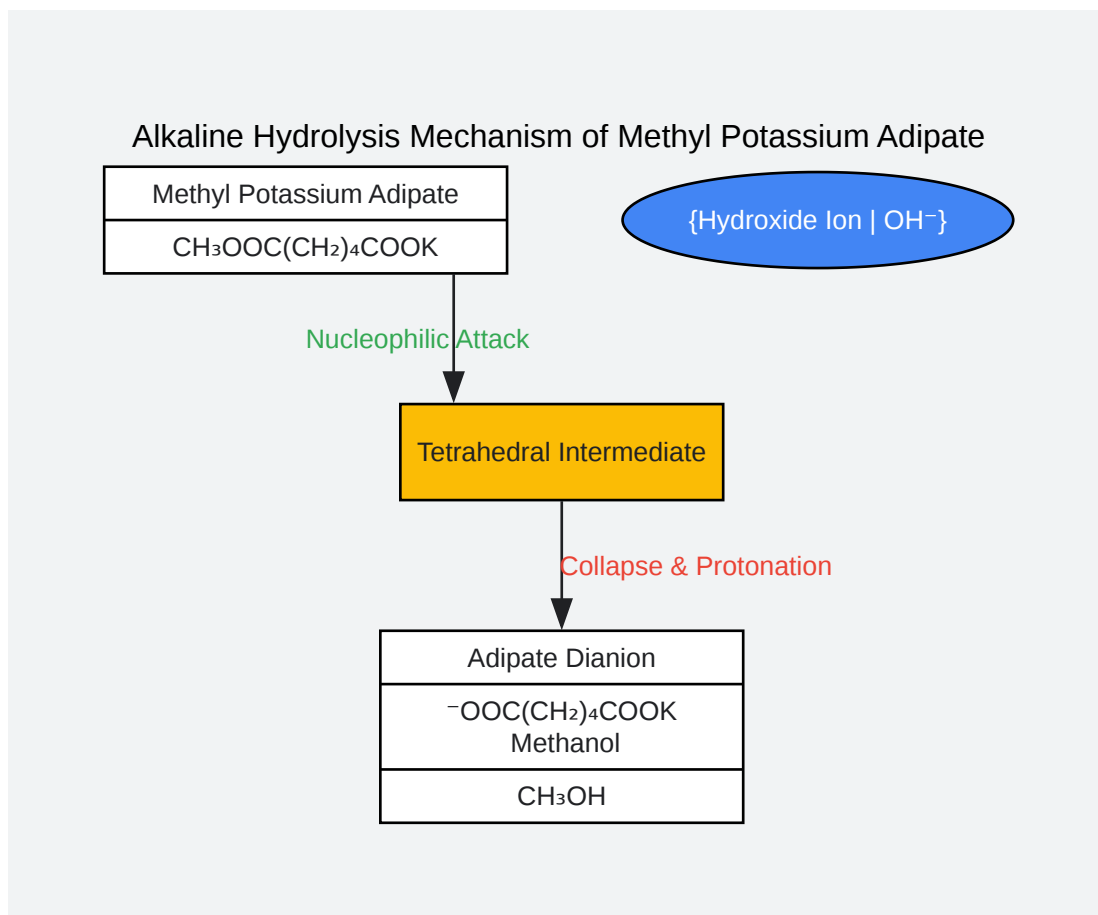 Alkaline Hydrolysis Mechanism of Methyl Potassium Adipate
Methyl Potassium Adipate
CH₃OOC(CH₂)₄COOK
{Hydroxide Ion | OH⁻}
Nucleophilic Attack
Tetrahedral Intermediate
Collapse & Protonation
Adipate Dianion
⁻OOC(CH₂)₄COOK
Methanol
CH₃OH